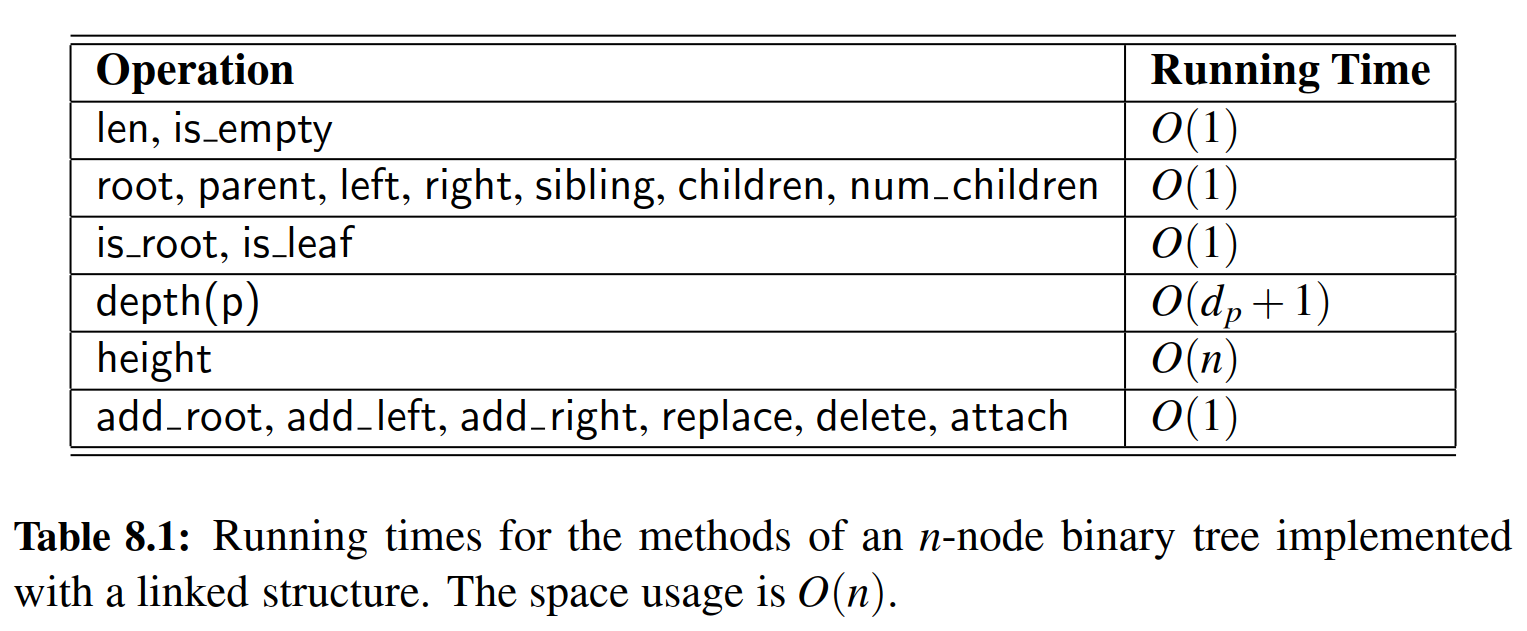 Operation Running Time
len, is_empty O(1)
root, parent, left, right, sibling, children, num_children O(1)
is_root, is_leaf O(1)
depth(p) O(d_p + 1)
height O(n)
add_root, add_left, add_right, replace, delete, attach O(1)
Table 8.1: Running times for the methods of an n-node binary tree implemented
with a linked structure. The space usage is O(n).